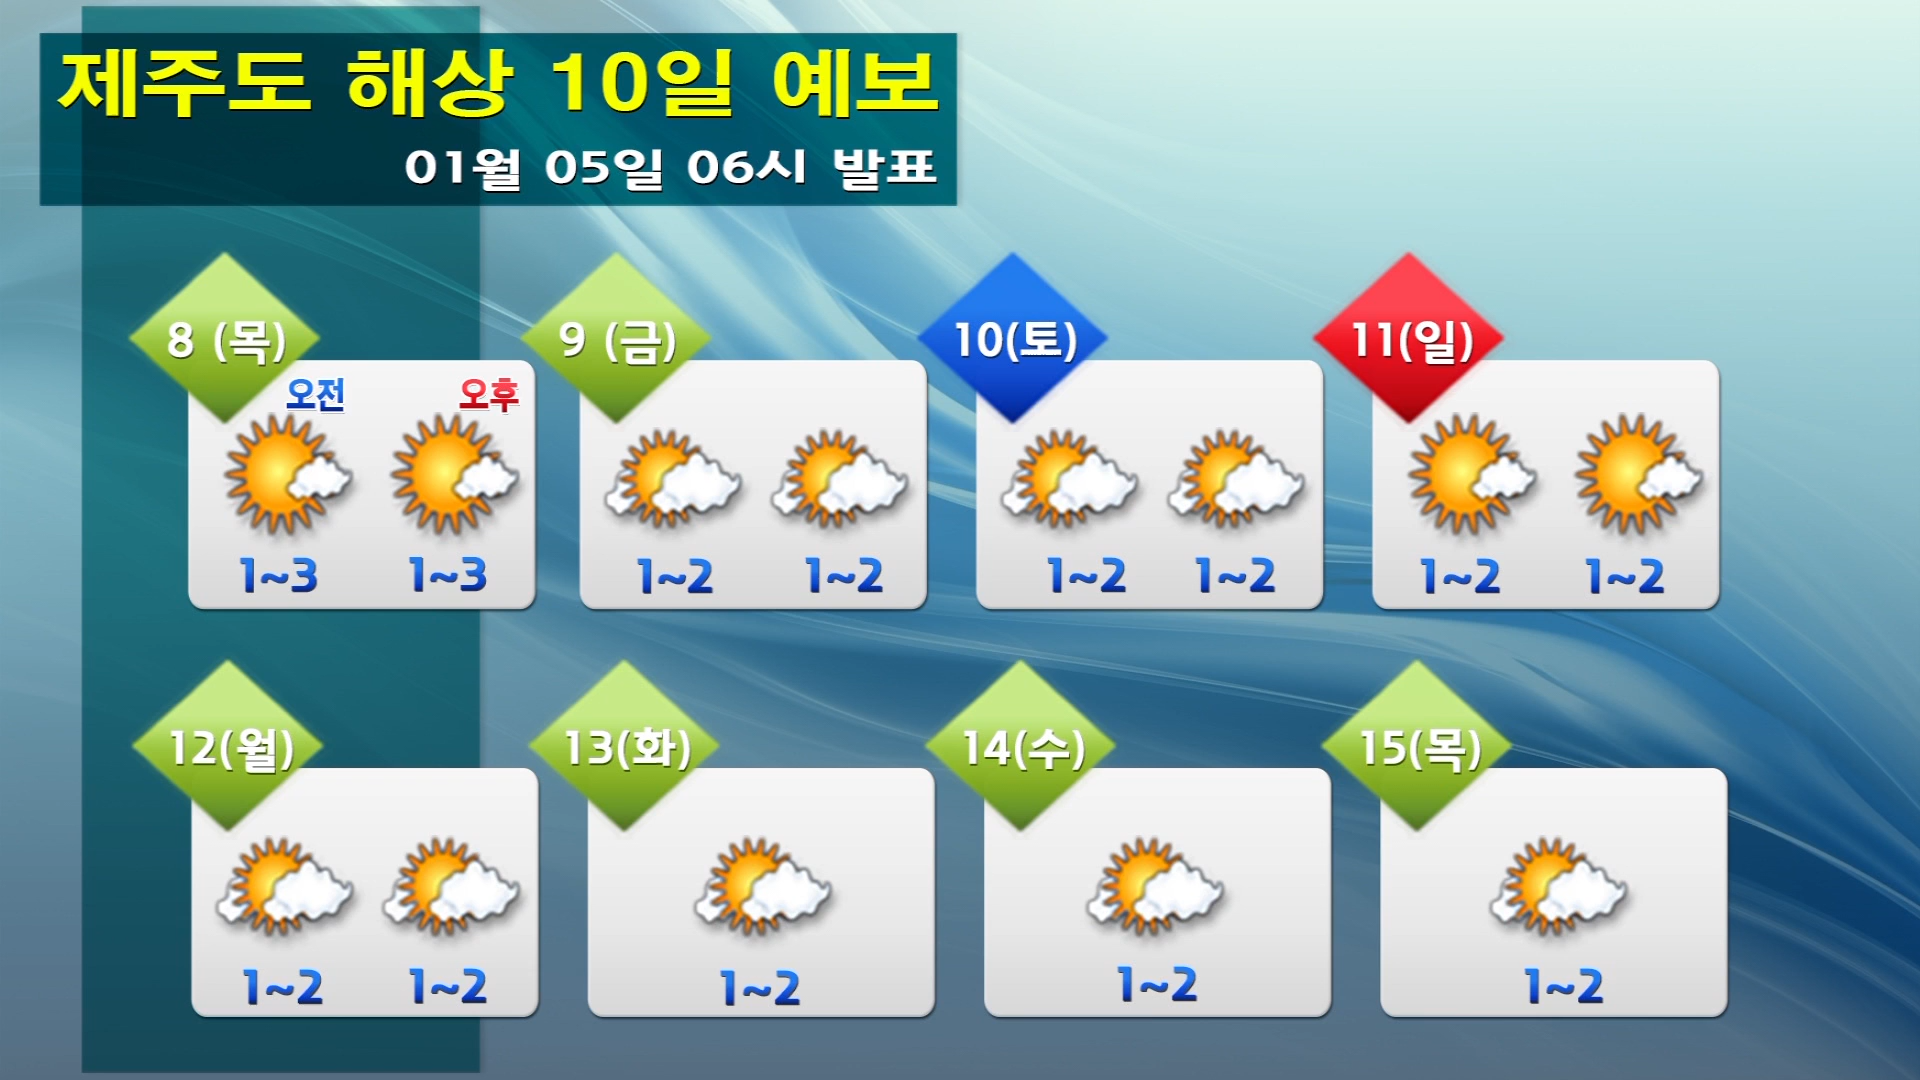 제주도 해상 10일 예보
01월 05일 06시 발표
8 (목)
9 (금)
10(토)
11(일)
오전 오후
1~3 1~3
1~2 1~2
1~2 1~2
1~2 1~2
12(월)
13(화)
14(수)
15(목)
1~2 1~2
1~2
1~2
1~2